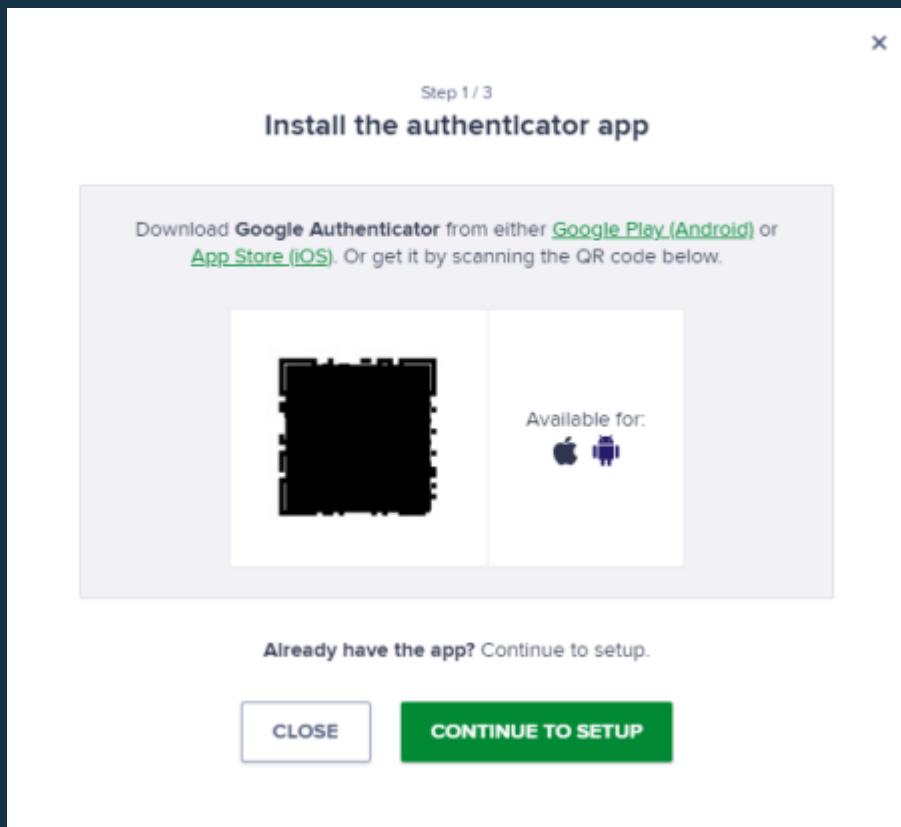 Step 1 / 3
Install the authenticator app
Download Google Authenticator from either Google Play (Android) or
App Store (iOS). Or get it by scanning the QR code below.
Available for:
Already have the app? Continue to setup.
CLOSE
CONTINUE TO SETUP